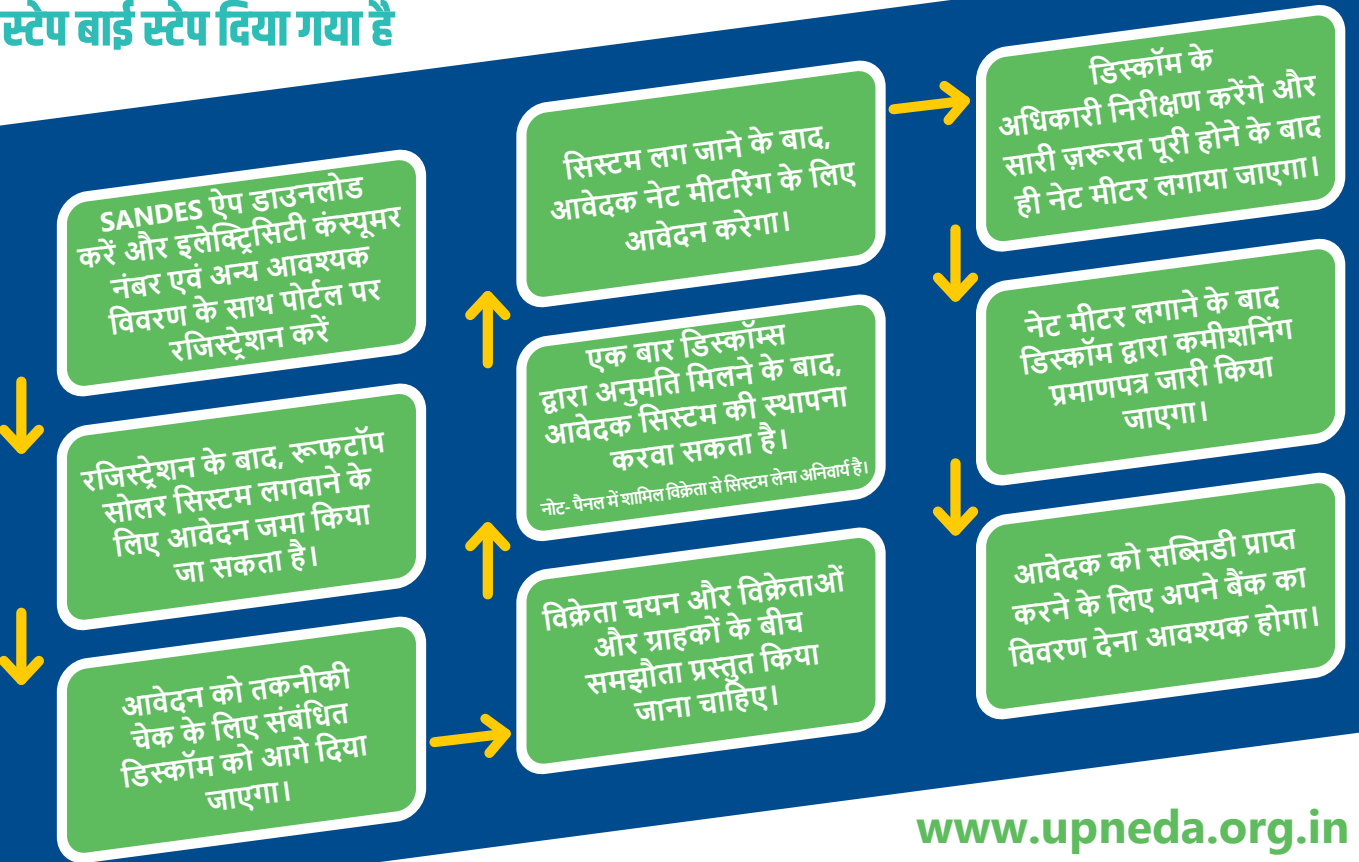 स्टेप बाई स्टेप दिया गया है
SANDES ऐप डाउनलोड
करें और इलेक्ट्रिसिटी कंस्यूमर
नंबर एवं अन्य आवश्यक
विवरण के साथ पोर्टल पर
रजिस्ट्रेशन करें
रजिस्ट्रेशन के बाद, रूफटॉप
सोलर सिस्टम लगवाने के
लिए आवेदन जमा किया
जा सकता है।
आवेदन को तकनीकी
चेक के लिए संबंधित
डिस्कॉम को आगे दिया
जाएगा।
विक्रेता चयन और विक्रेताओं
और ग्राहकों के बीच
समझौता प्रस्तुत किया
जाना चाहिए।
एक बार डिस्कॉम्स
द्वारा अनुमति मिलने के बाद,
आवेदक सिस्टम की स्थापना
करवा सकता है।
नोट- पैनल में शामिल विक्रेता से सिस्टम लेना अनिवार्य है।
सिस्टम लग जाने के बाद,
आवेदक नेट मीटरिंग के लिए
आवेदन करेगा।
डिस्कॉम के
अधिकारी निरीक्षण करेंगे और
सारी ज़रूरत पूरी होने के बाद
ही नेट मीटर लगाया जाएगा।
नेट मीटर लगाने के बाद
डिस्कॉम द्वारा कमीशनिंग
प्रमाणपत्र जारी किया
जाएगा।
आवेदक को सब्सिडी प्राप्त
करने के लिए अपने बैंक का
विवरण देना आवश्यक होगा।
www.upneda.org.in